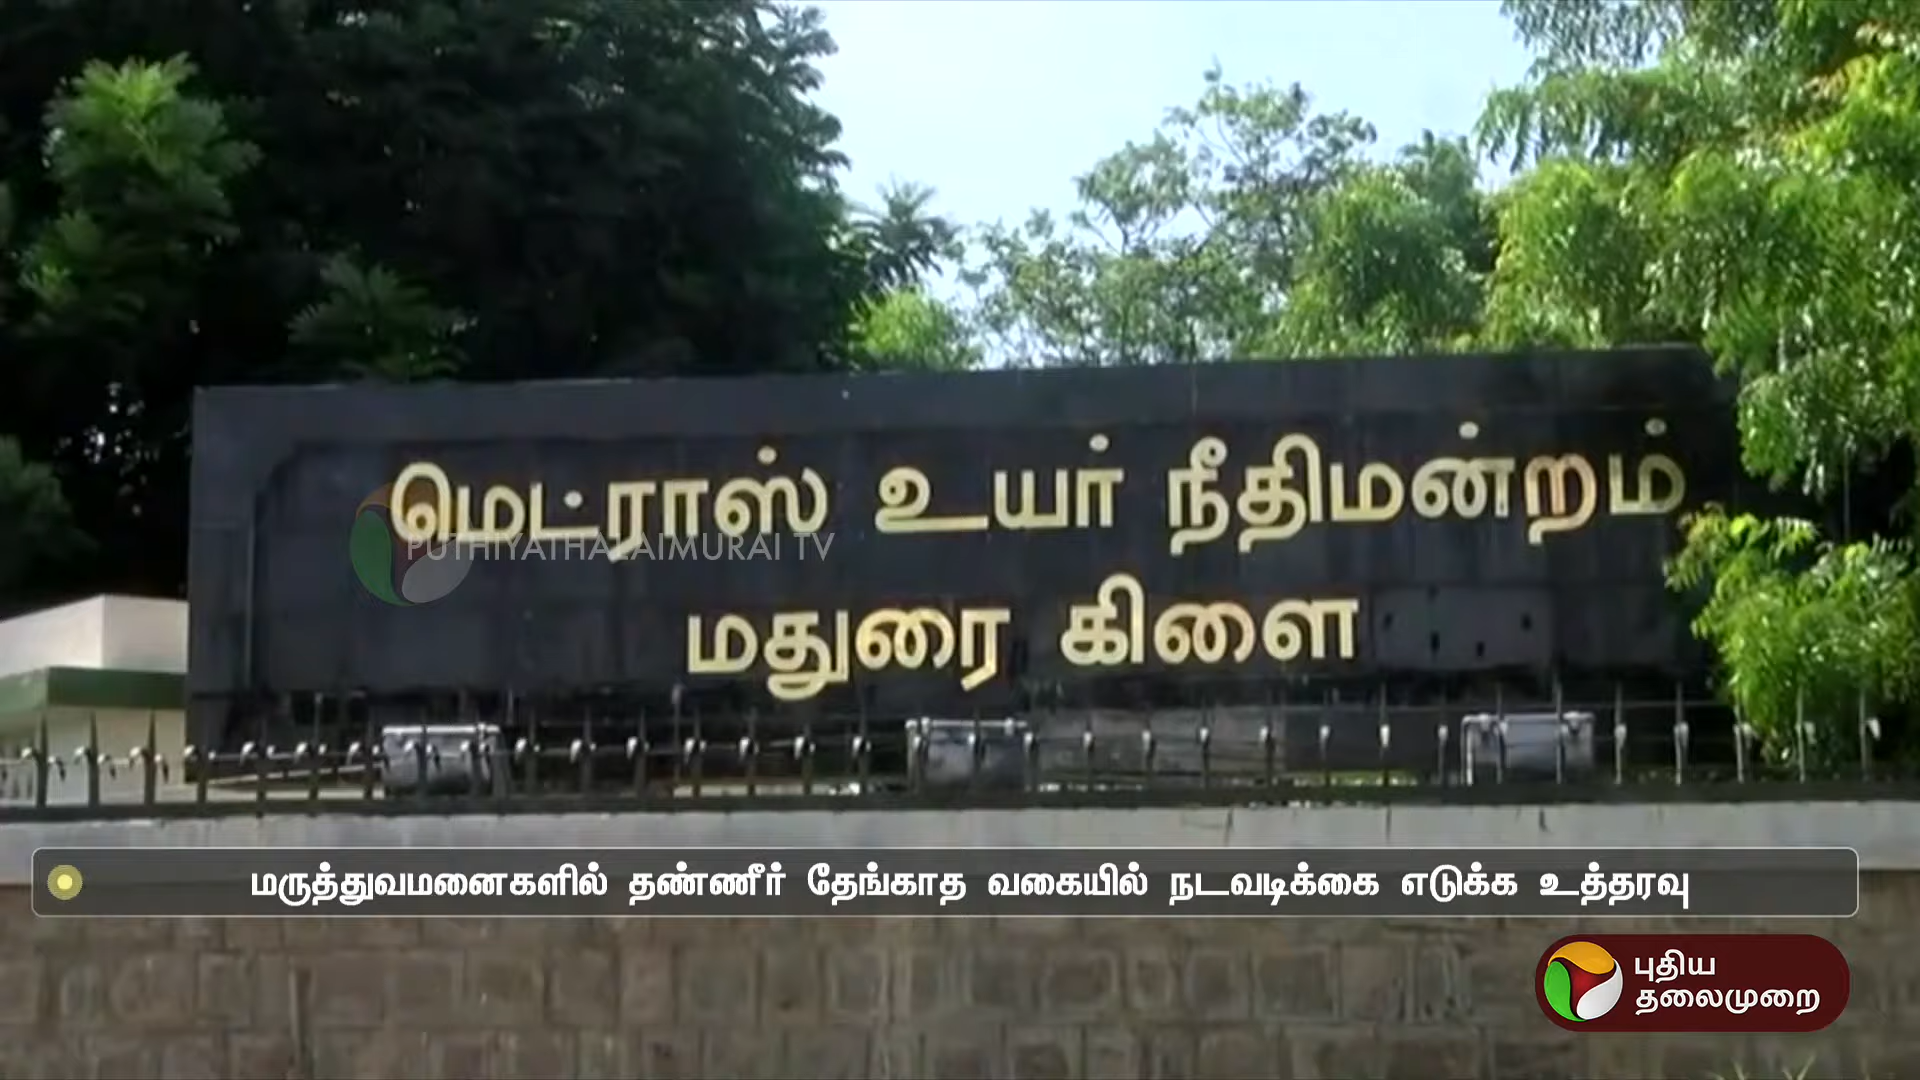 மெட்ராஸ் உயர் நீதிமன்றம்
PUTHIYATHALAIMURAI TV
மதுரை கிளை
மருத்துவமனைகளில் தண்ணீர் தேங்காத வகையில் நடவடிக்கை எடுக்க உத்தரவு
புதிய
தலைமுறை